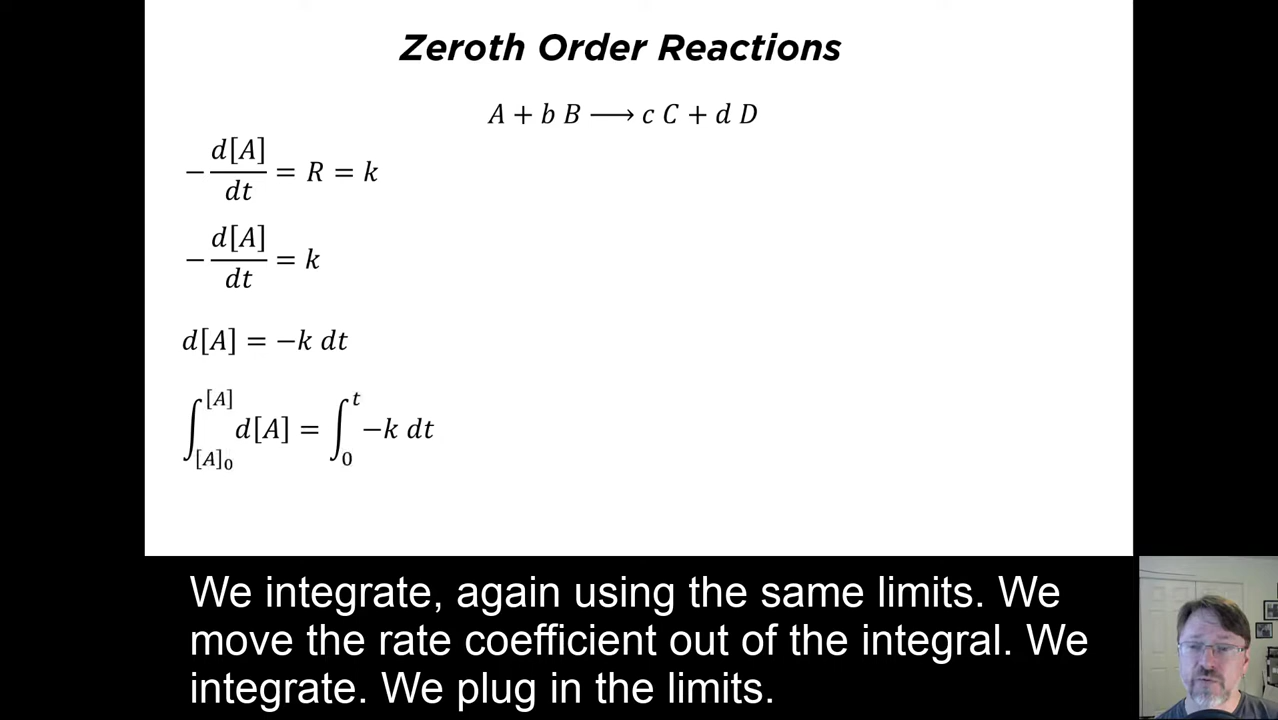 Zeroth Order Reactions
A + b B ⟶ c C + d D
−d[A]/dt = R = k
−d[A]/dt = k
d[A] = −k dt
∫_{[A]₀}^{[A]} d[A] = ∫_0^t −k dt
We integrate, again using the same limits. We
move the rate coefficient out of the integral. We
integrate. We plug in the limits.